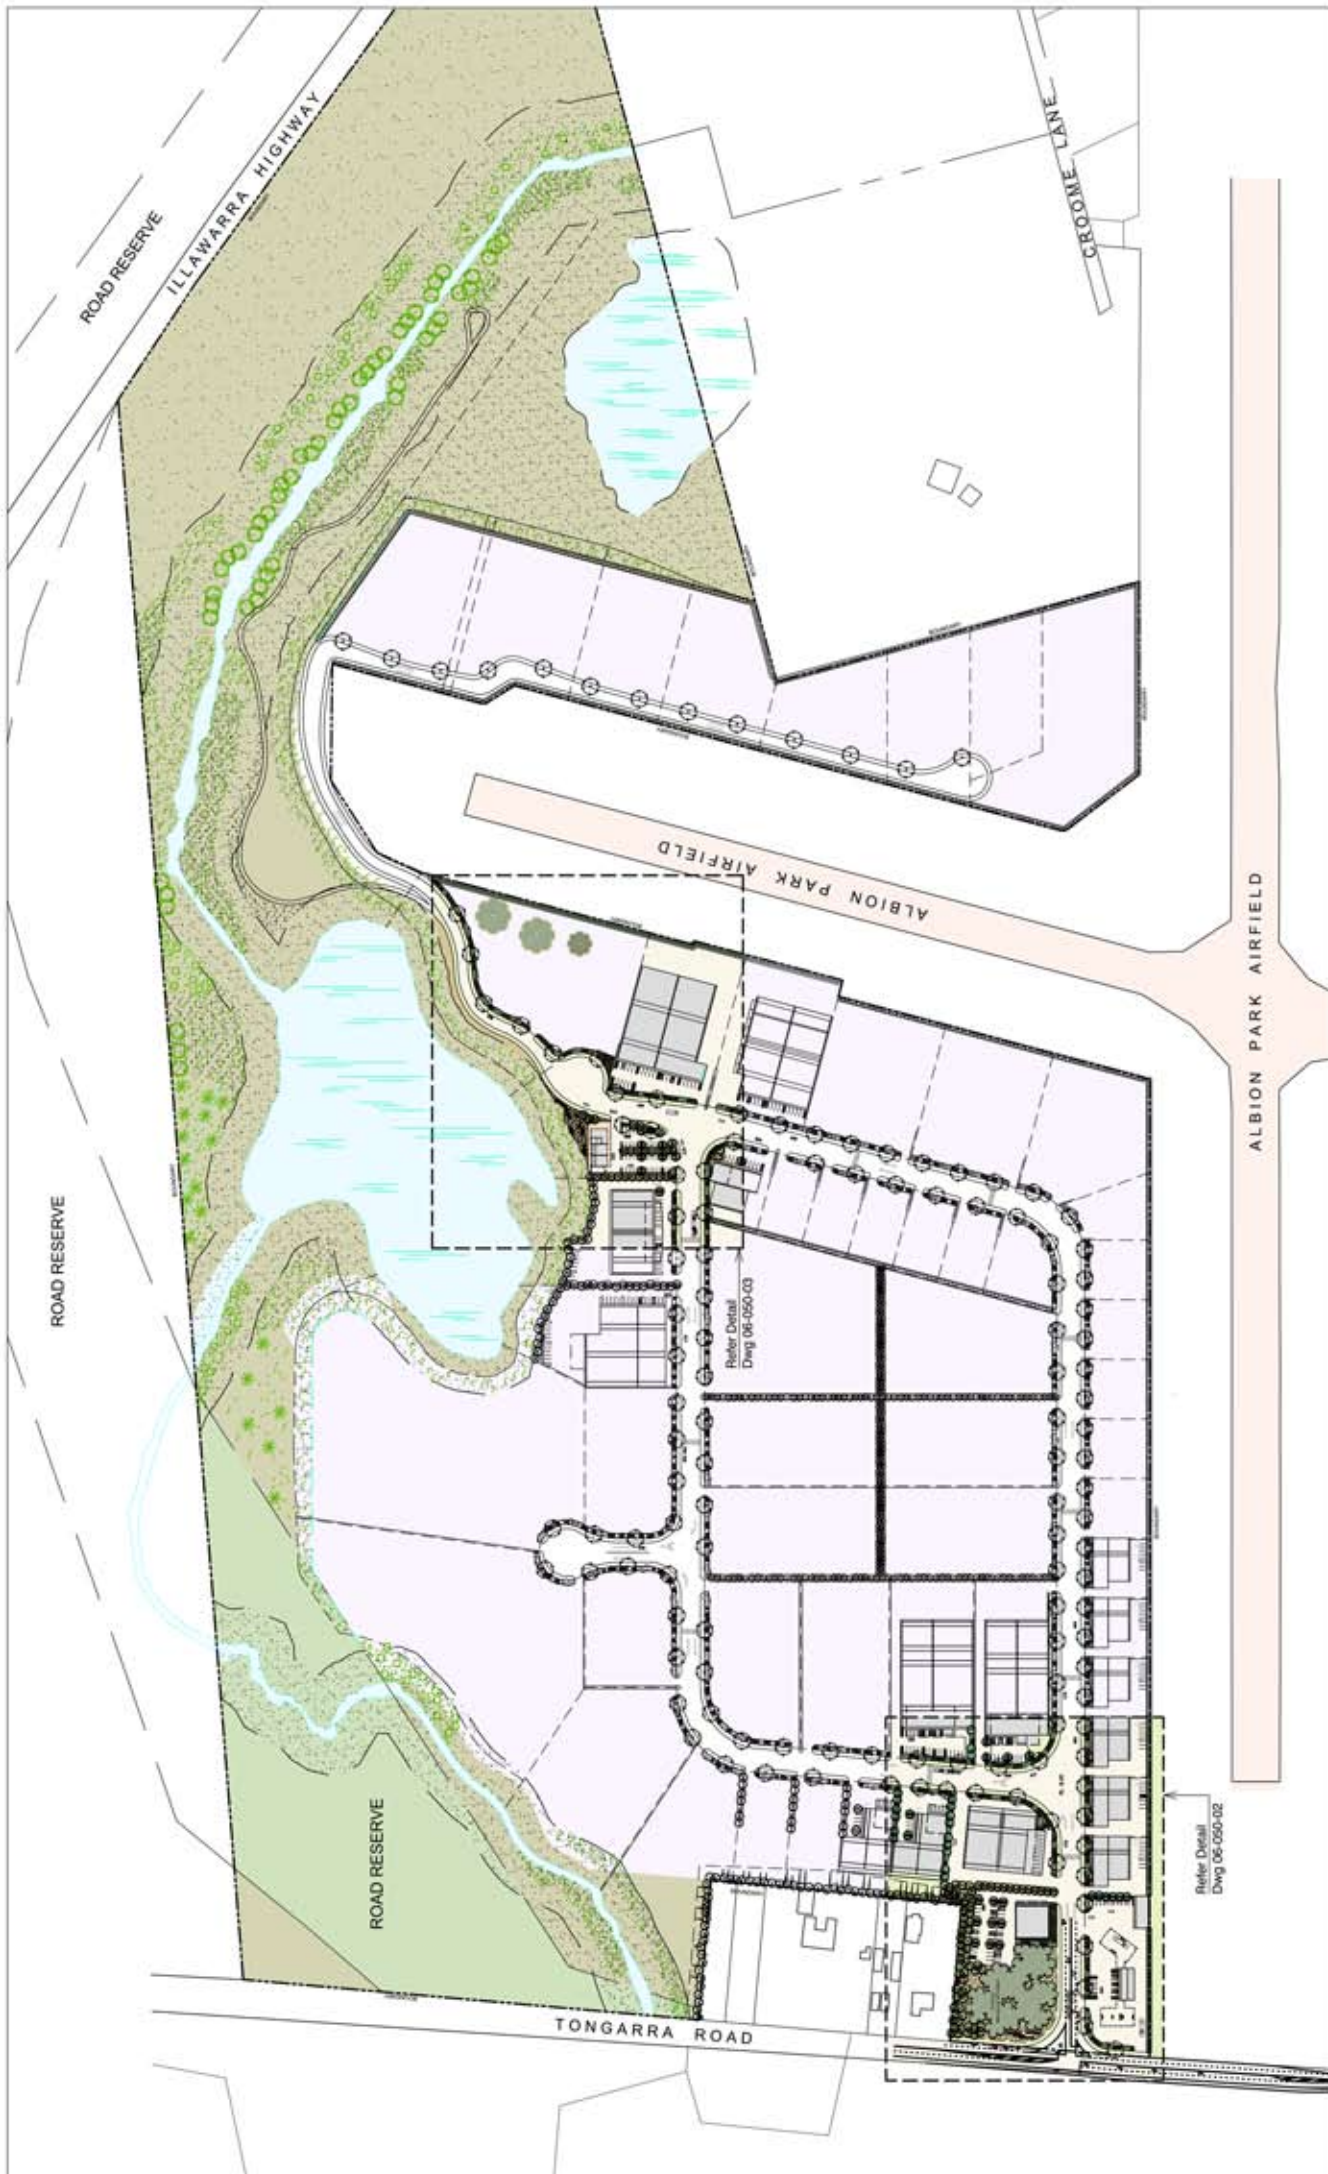 ILLAWARRA HIGHWAY
ROAD RESERVE
CROOME LANE
BOUNDARY
ALBION PARK AIRFIELD
ALBION PARK AIRFIELD
ROAD RESERVE
Refer Detail
Dwg 06-050-03
ROAD RESERVE
Refer Detail
Dwg 06-050-02
TONGARRA ROAD